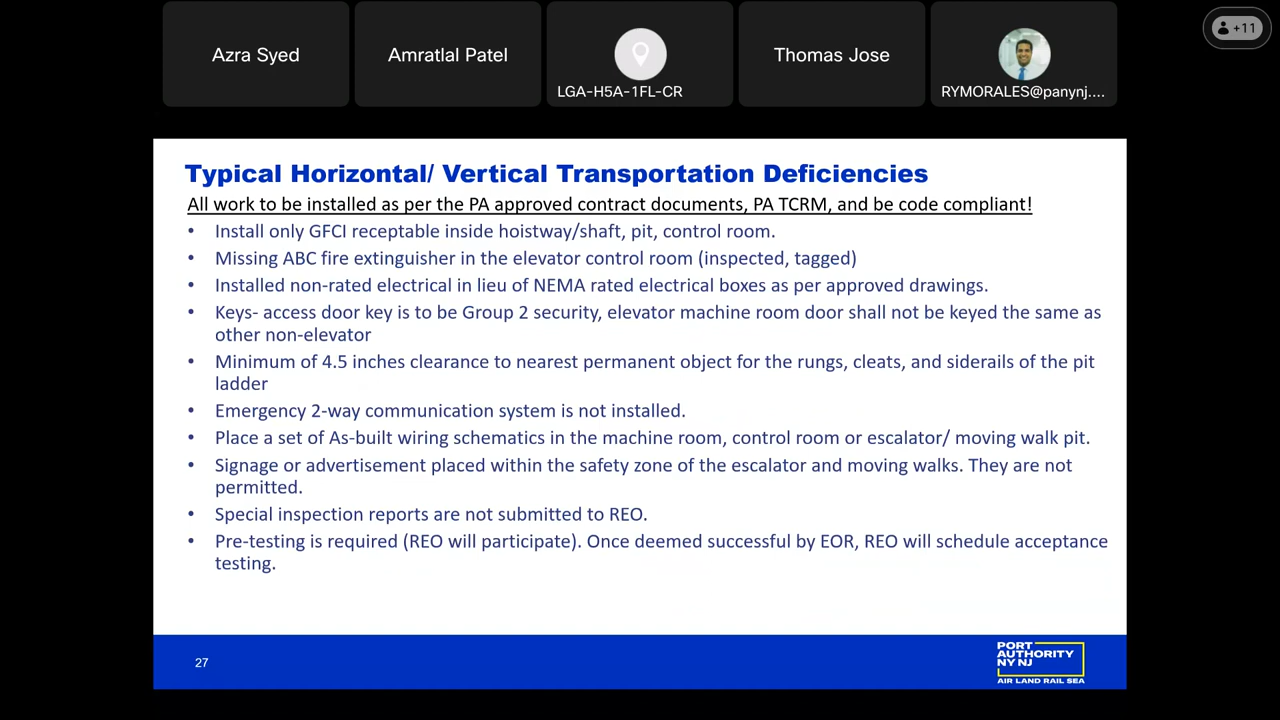 Azra Syed
Amratlal Patel
LGA-H5A-1FL-CR
Thomas Jose
RYMORALES@panynj....
+11
Typical Horizontal/ Vertical Transportation Deficiencies
All work to be installed as per the PA approved contract documents, PA TCRM, and be code compliant!
• Install only GFCI receptable inside hoistway/shaft, pit, control room.
• Missing ABC fire extinguisher in the elevator control room (inspected, tagged)
• Installed non-rated electrical in lieu of NEMA rated electrical boxes as per approved drawings.
• Keys- access door key is to be Group 2 security, elevator machine room door shall not be keyed the same as
other non-elevator
• Minimum of 4.5 inches clearance to nearest permanent object for the rungs, cleats, and siderails of the pit
ladder
• Emergency 2-way communication system is not installed.
• Place a set of As-built wiring schematics in the machine room, control room or escalator/ moving walk pit.
• Signage or advertisement placed within the safety zone of the escalator and moving walks. They are not
permitted.
• Special inspection reports are not submitted to REO.
• Pre-testing is required (REO will participate). Once deemed successful by EOR, REO will schedule acceptance
testing.
27
PORT
AUTHORITY
NY NJ
AIR LAND RAIL SEA